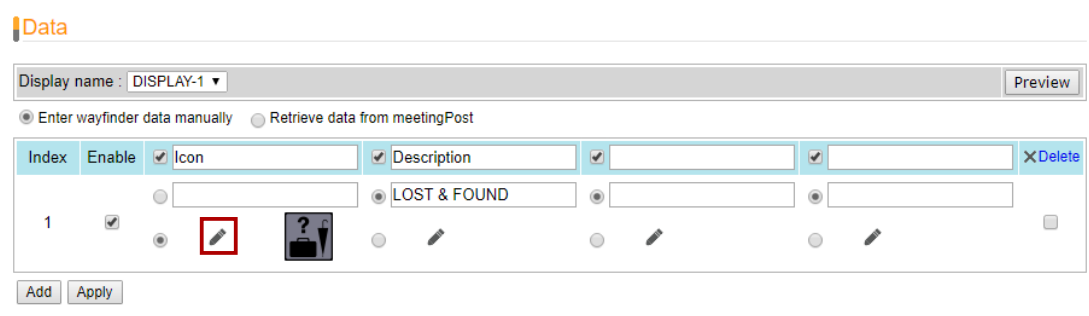 Data
Display name : DISPLAY-1 Preview
Enter wayfinder data manually Retrieve data from meetingPost
Index Enable Icon Description Delete
LOST & FOUND
1 ?
Add Apply